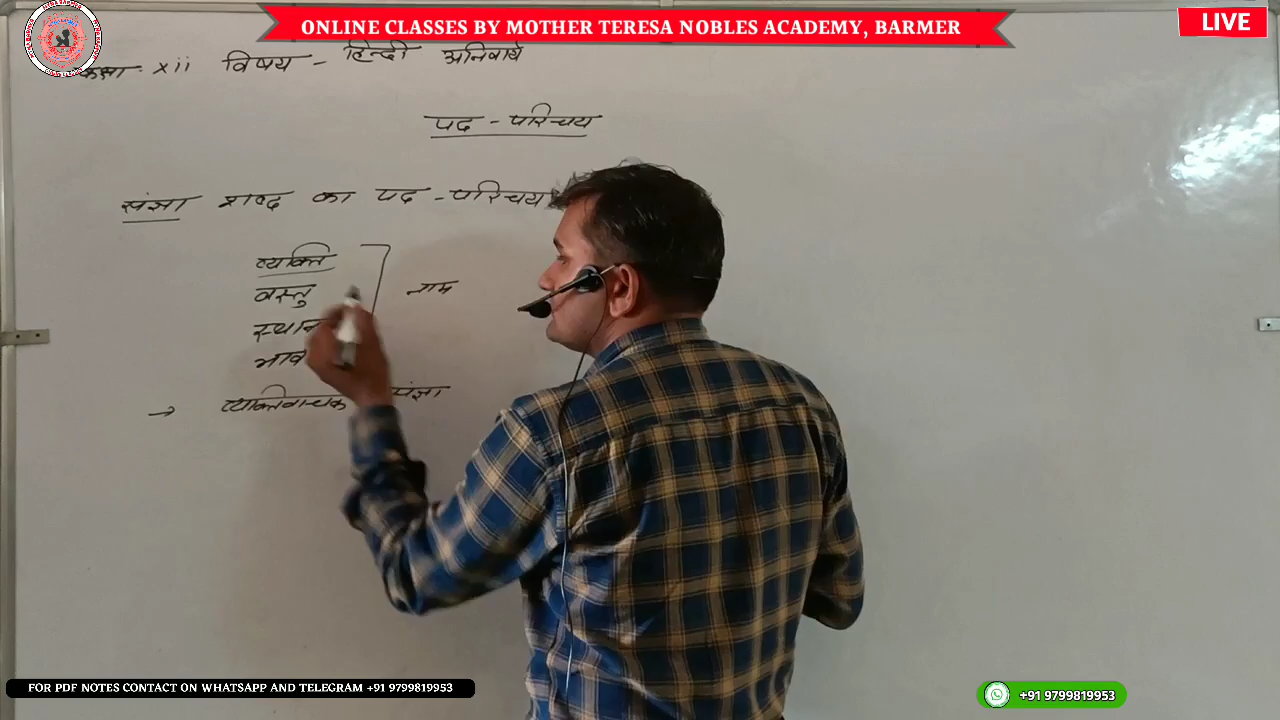 ONLINE CLASSES BY MOTHER TERESA NOBLES ACADEMY, BARMER
LIVE
कक्षा - xii विषय - हिन्दी अनिवार्य
पद - परिचय
संज्ञा शब्द का पद - परिचय
व्यक्ति
वस्तु
नाम
स्थान
भाव
→ व्यक्तिवाचक संज्ञा
FOR PDF NOTES CONTACT ON WHATSAPP AND TELEGRAM +91 9799819953
+91 9799819953